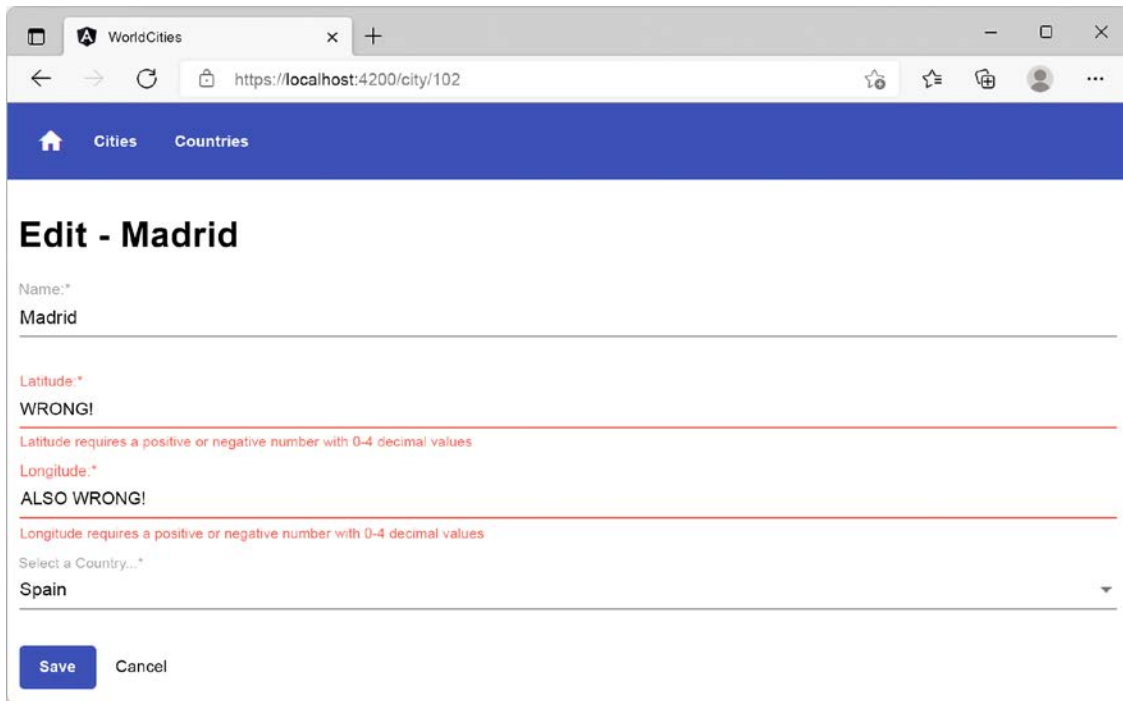 WorldCities
https://localhost:4200/city/102
Cities Countries
Edit - Madrid
Name:*
Madrid
Latitude:*
WRONG!
Latitude requires a positive or negative number with 0-4 decimal values
Longitude:*
ALSO WRONG!
Longitude requires a positive or negative number with 0-4 decimal values
Select a Country...*
Spain
Save Cancel